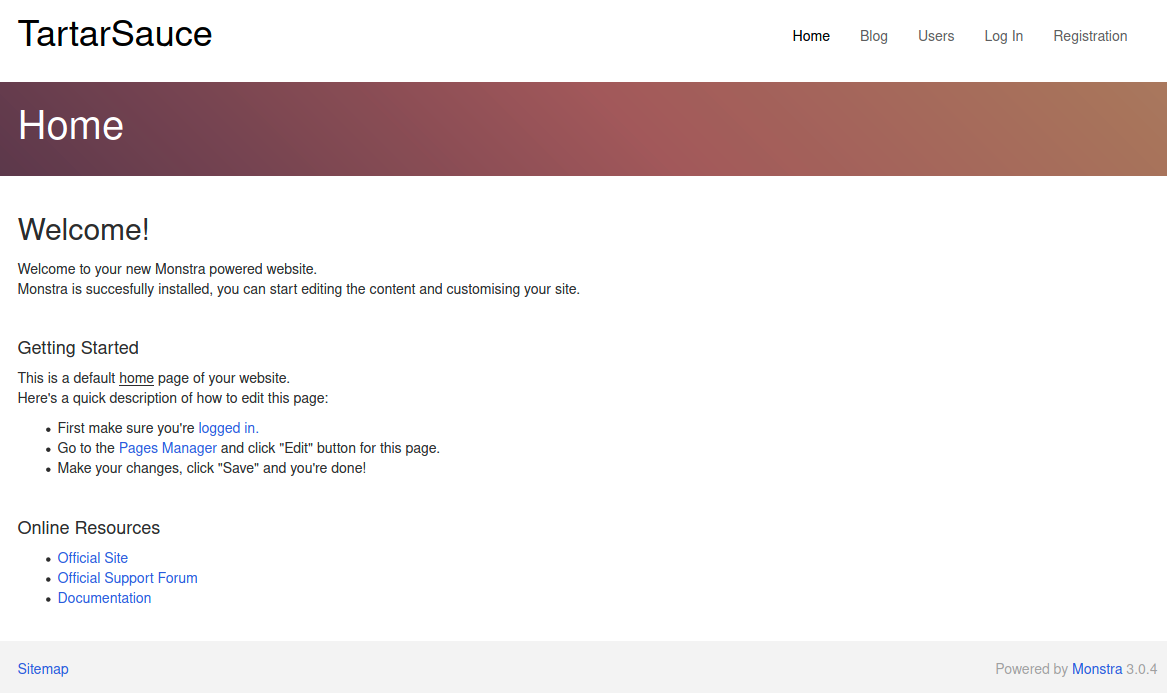 TartarSauce
Home Blog Users Log In Registration
Home
Welcome!
Welcome to your new Monstra powered website.
Monstra is succesfully installed, you can start editing the content and customising your site.
Getting Started
This is a default home page of your website.
Here's a quick description of how to edit this page:
• First make sure you're logged in.
• Go to the Pages Manager and click "Edit" button for this page.
• Make your changes, click "Save" and you're done!
Online Resources
• Official Site
• Official Support Forum
• Documentation
Sitemap
Powered by Monstra 3.0.4